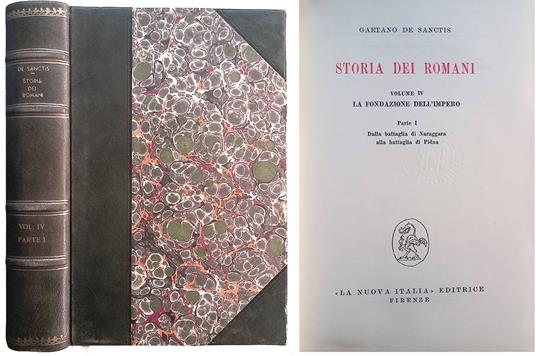 DE SANCTIS
STORIA
DEI
ROMANI
VOL. IV
PARTE I
GAETANO DE SANCTIS
STORIA DEI ROMANI
VOLUME IV
LA FONDAZIONE DELL'IMPERO
Parte I
Dalla battaglia di Naraggara
alla battaglia di Pidna
«LA NUOVA ITALIA» EDITRICE
FIRENZE